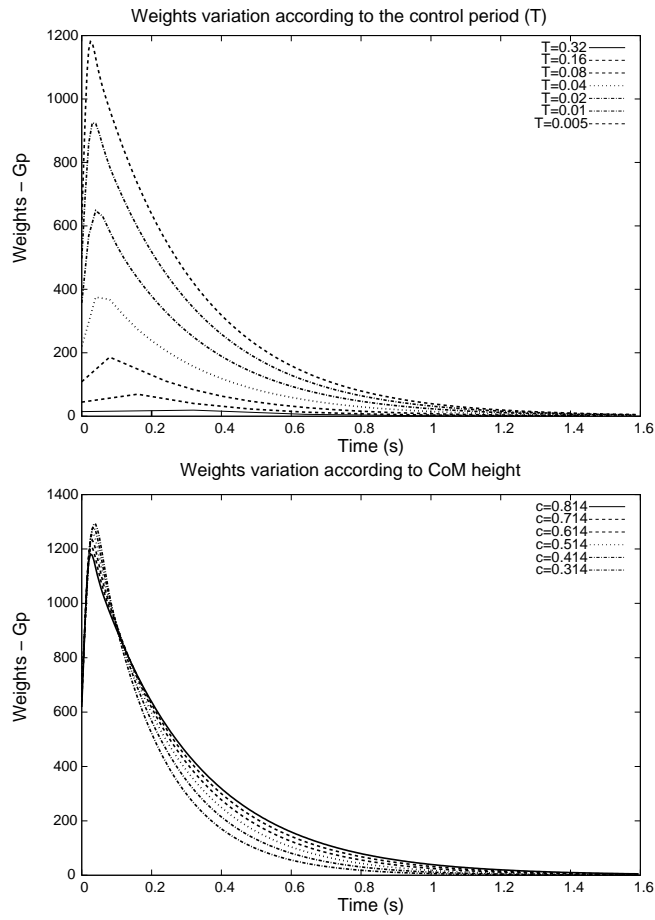 Weights variation according to the control period (T)
1200
1000
800
600
400
200
0
Weights – Gp
T=0.32
T=0.16
T=0.08
T=0.04
T=0.02
T=0.01
T=0.005
0 0.2 0.4 0.6 0.8 1 1.2 1.4 1.6
Time (s)
Weights variation according to CoM height
1400
1200
1000
800
600
400
200
0
Weights – Gp
c=0.814
c=0.714
c=0.614
c=0.514
c=0.414
c=0.314
0 0.2 0.4 0.6 0.8 1 1.2 1.4 1.6
Time (s)